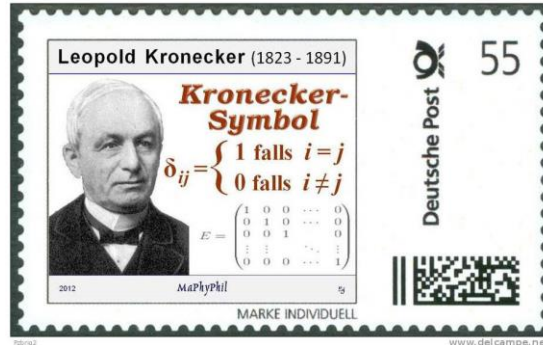 Leopold Kronecker (1823 - 1891)
Kronecker-
Symbol
δij = { 1 falls i = j
0 falls i ≠ j
E = ( 1 0 0 ⋯ 0
0 1 0 ⋯ 0
0 0 1 0
⋮ ⋮ ⋱ ⋮
0 0 0 ⋯ 1 )
2012 MaPhyPhil
MARKE INDIVIDUELL
Deutsche Post
55
www.delcampe.net